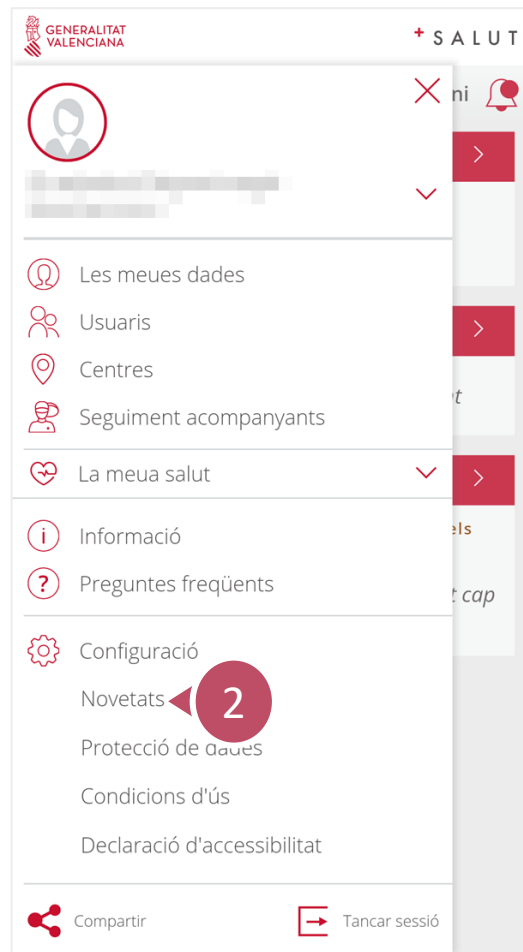 GENERALITAT
VALENCIANA
+ SALUT
ni
Les meues dades
Usuaris
Centres
Seguiment acompanyants
La meua salut
els
Informació
Preguntes freqüents
t cap
Configuració
Novetats 2
Protecció de dades
Condicions d'ús
Declaració d'accessibilitat
Compartir Tancar sessió